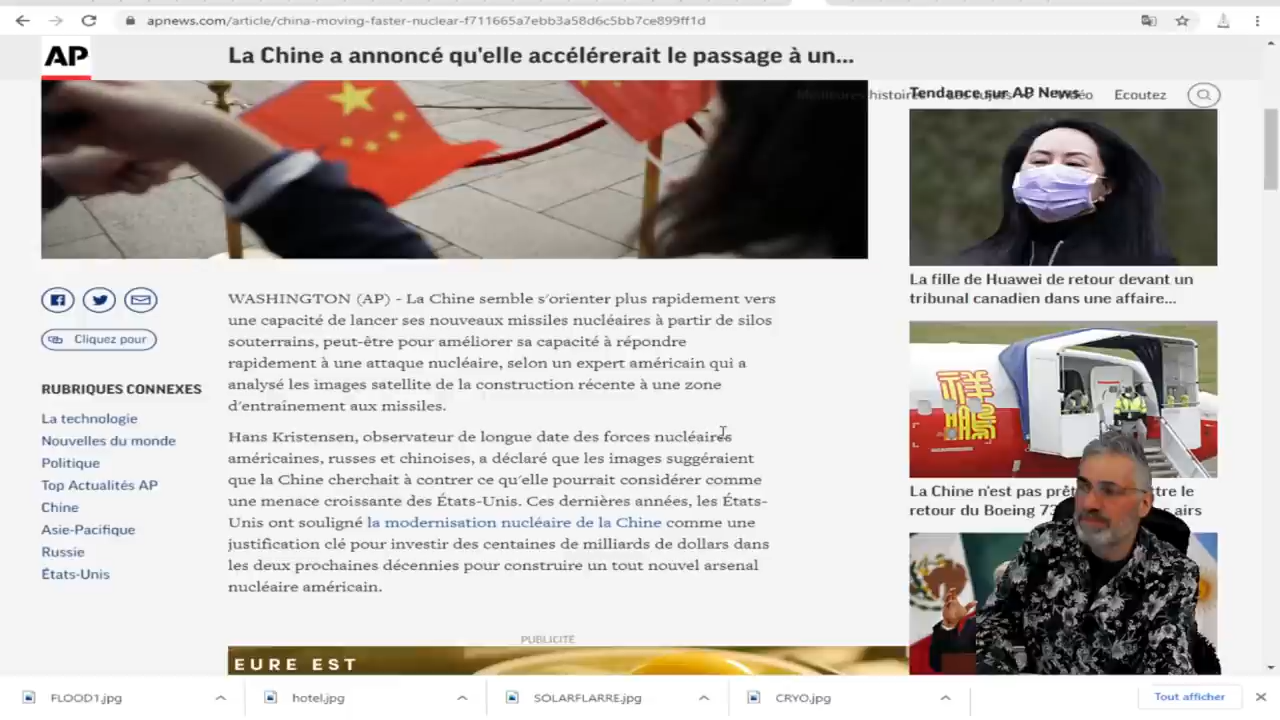 apnews.com/article/china-moving-faster-nuclear-f711665a7ebb3a58d6c5bb7ce899ff1d
AP
La Chine a annoncé qu'elle accélérerait le passage à un...
Meilleures histoires
Les sujets
Vidéo
Ecoutez
Tendance sur AP News
La fille de Huawei de retour devant un
tribunal canadien dans une affaire...
La Chine n'est pas
retour du Boeing
airs
Cliquez pour
RUBRIQUES CONNEXES
La technologie
Nouvelles du monde
Politique
Top Actualités AP
Chine
Asie-Pacifique
Russie
États-Unis
WASHINGTON (AP) - La Chine semble s'orienter plus rapidement vers
une capacité de lancer ses nouveaux missiles nucléaires à partir de silos
souterrains, peut-être pour améliorer sa capacité à répondre
rapidement à une attaque nucléaire, selon un expert américain qui a
analysé les images satellite de la construction récente à une zone
d'entraînement aux missiles.
Hans Kristensen, observateur de longue date des forces nucléaires
américaines, russes et chinoises, a déclaré que les images suggéraient
que la Chine cherchait à contrer ce qu'elle pourrait considérer comme
une menace croissante des États-Unis. Ces dernières années, les États-
Unis ont souligné la modernisation nucléaire de la Chine comme une
justification clé pour investir des centaines de milliards de dollars dans
les deux prochaines décennies pour construire un tout nouvel arsenal
nucléaire américain.
PUBLICITÉ
EURE EST
FLOOD1.jpg
hotel.jpg
SOLARFLARRE.jpg
CRYO.jpg
Tout afficher